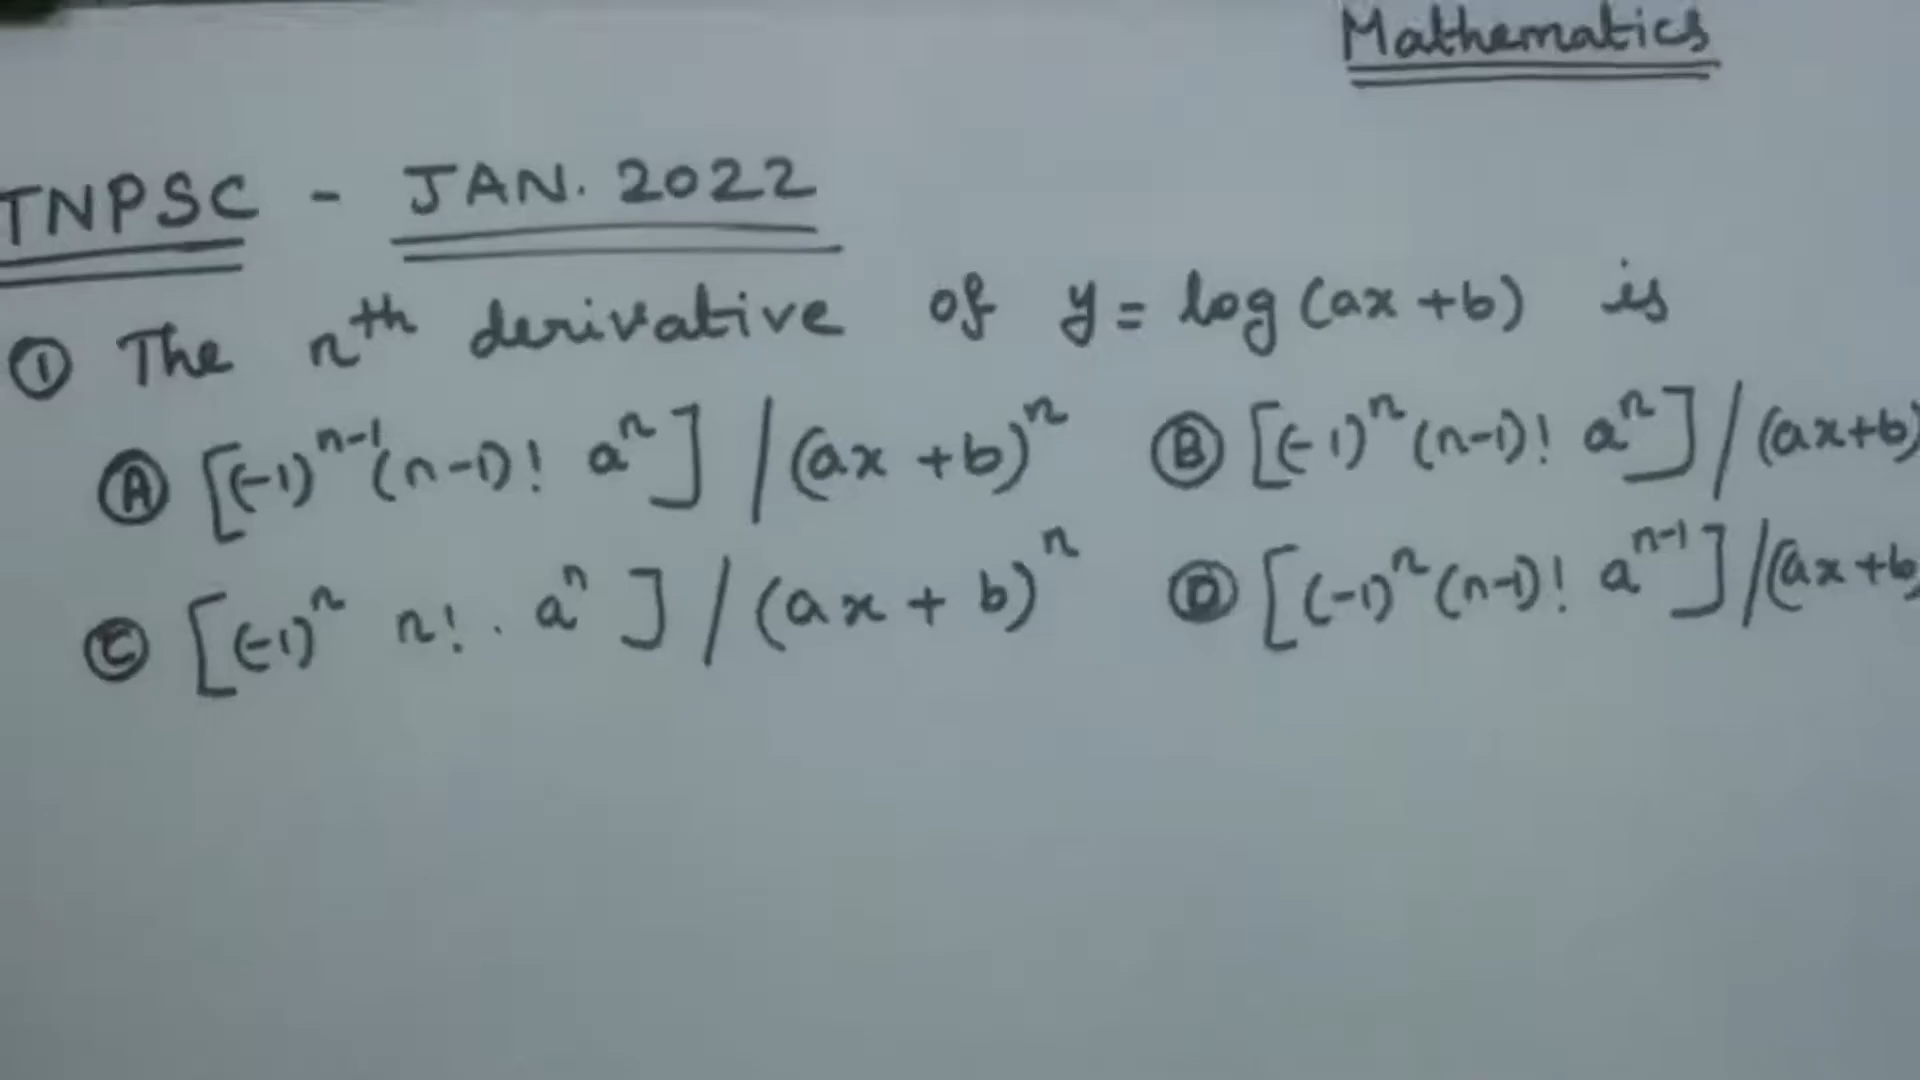 Mathematics
TNPSC - JAN. 2022
① The nth derivative of y = log (ax + b) is
Ⓐ [(-1)^{n-1} (n-1)! a^n] / (ax + b)^n Ⓑ [(-1)^n (n-1)! a^n] / (ax+b)
Ⓒ [(-1)^n n! . a^n] / (ax + b)^n Ⓓ [(-1)^n (n-1)! a^{n-1}] / (ax + b